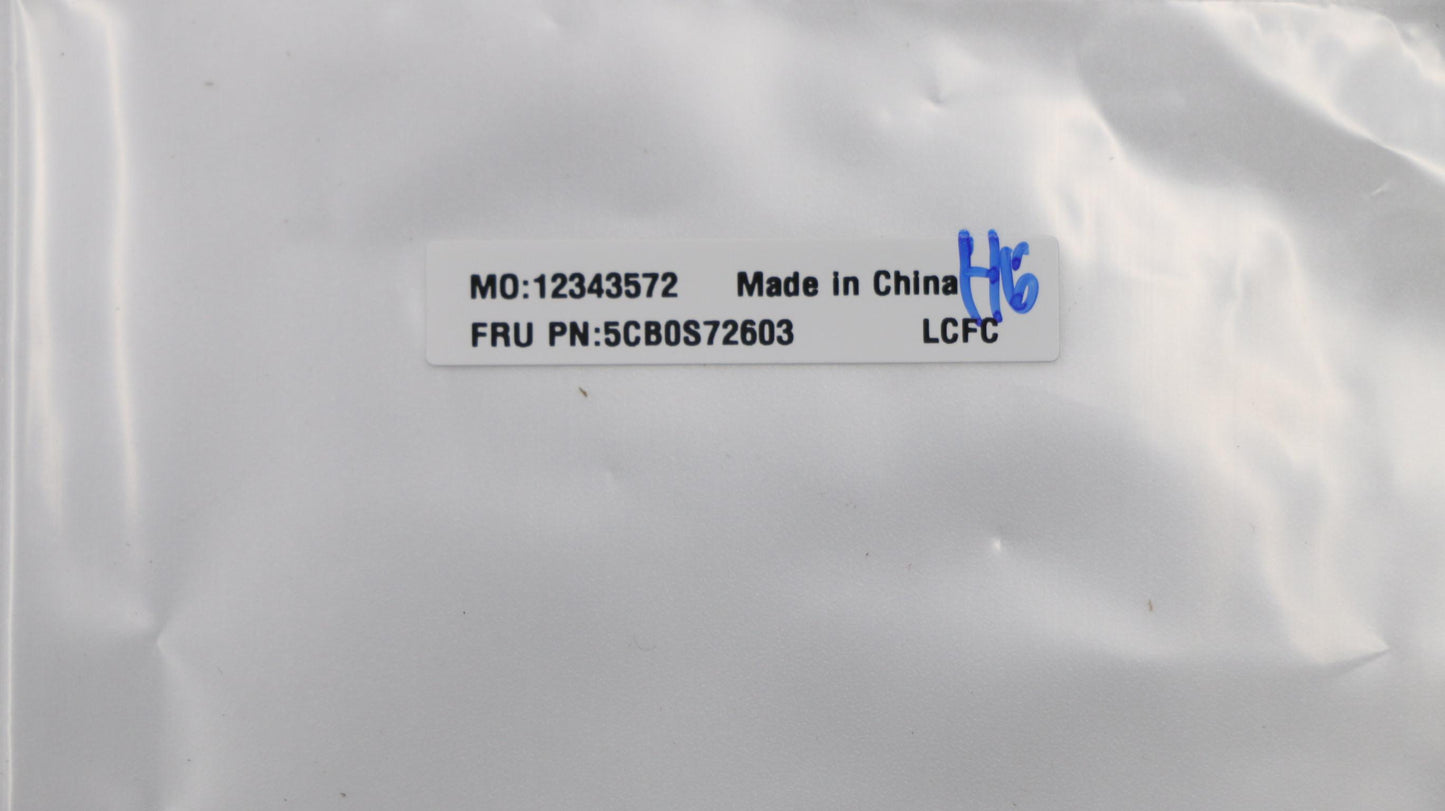 MO:12343572 Made in China H6
FRU PN:5CB0S72603 LCFC